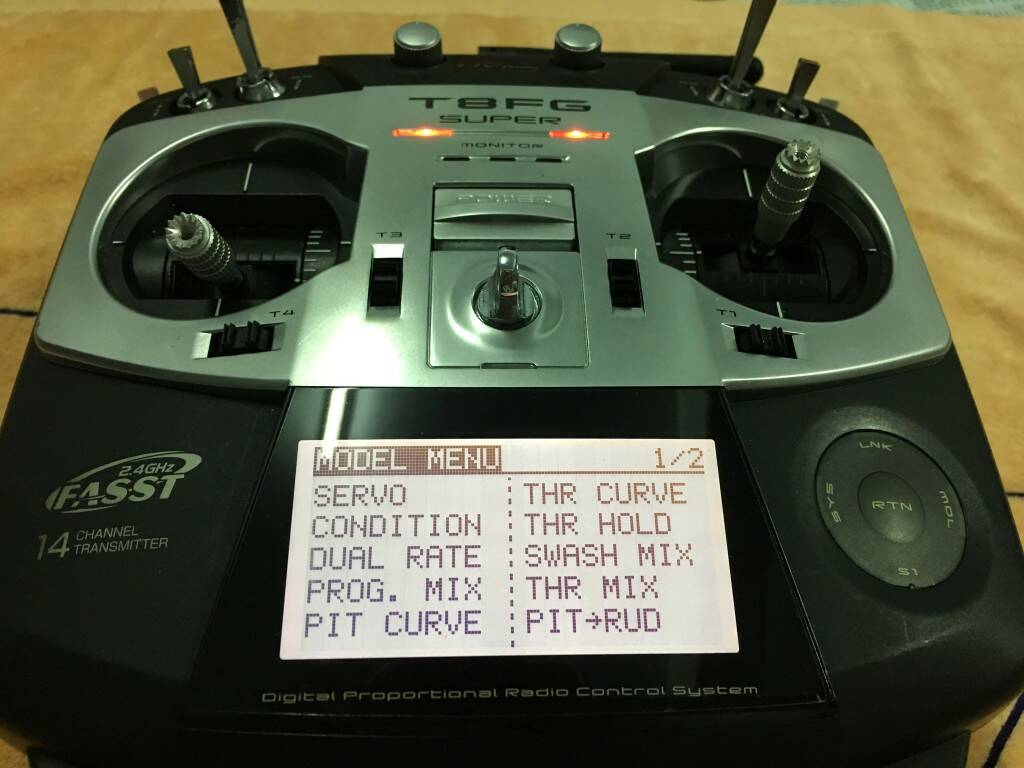 T8FG
SUPER
MONITOR
POWER
T3
T2
T4
T1
MODEL MENU 1/2
SERVO THR CURVE
CONDITION THR HOLD
DUAL RATE SWASH MIX
PROG. MIX THR MIX
PIT CURVE PIT→RUD
2.4GHz
FASST
14 CHANNEL
TRANSMITTER
LNK
SYS
RTN
MDL
S1
Digital Proportional Radio Control System